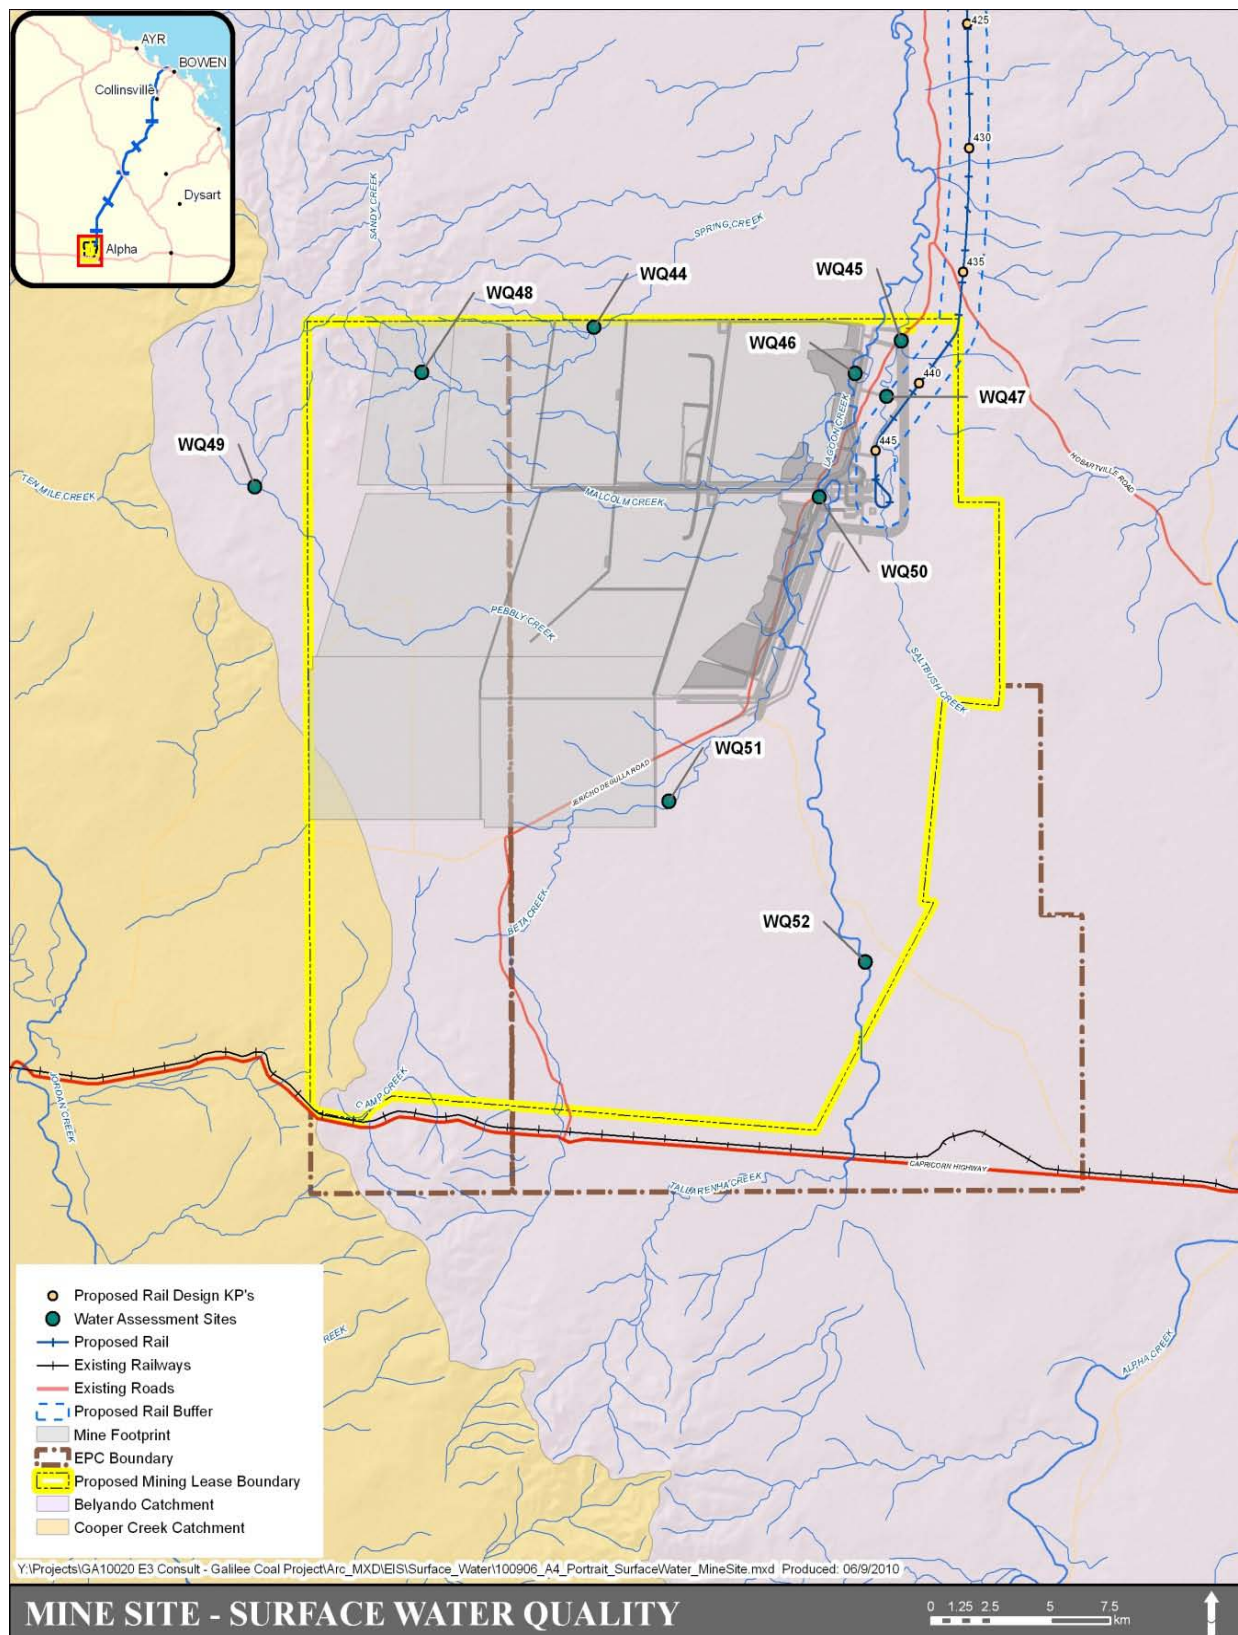 AYR
BOWEN
Collinsville
Dysart
Alpha
425
430
435
440
445
SANDY CREEK
SPRING CREEK
WQ44
WQ45
WQ48
WQ46
WQ47
WQ49
TEN MILE CREEK
LAGOON CREEK
HOBARTVILLE ROAD
MALCOLM CREEK
WQ50
PEBBLY CREEK
SALTBUSH CREEK
WQ51
JERICHO DEGULLA ROAD
BETA CREEK
WQ52
JORDAN CREEK
CAMP CREEK
CAPRICORN HIGHWAY
TALLARENHA CREEK
ALPHA CREEK
REEK
CREEK
Proposed Rail Design KP's
Water Assessment Sites
Proposed Rail
Existing Railways
Existing Roads
Proposed Rail Buffer
Mine Footprint
EPC Boundary
Proposed Mining Lease Boundary
Belyando Catchment
Cooper Creek Catchment
Y:\Projects\GA10020 E3 Consult - Galilee Coal Project\Arc_MXD\EIS\Surface_Water\100906_A4_Portrait_SurfaceWater_MineSite.mxd Produced: 06/9/2010
MINE SITE - SURFACE WATER QUALITY
0 1.25 2.5 5 7.5
km